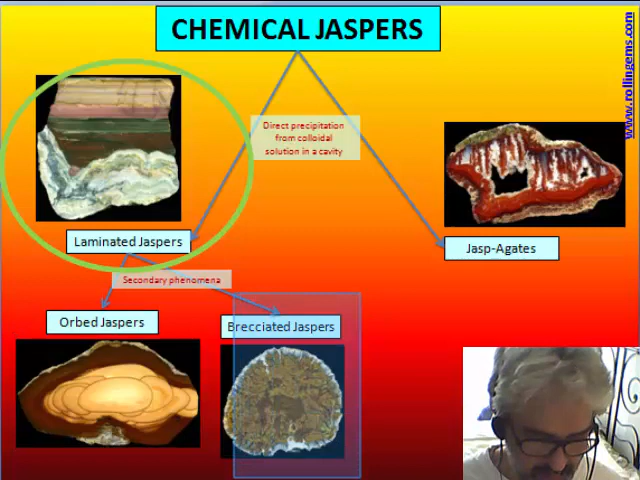 CHEMICAL JASPERS
www.rollingems.com
Direct precipitation
from colloidal
solution in a cavity
Laminated Jaspers
Jasp-Agates
Secondary phenomena
Orbed Jaspers
Brecciated Jaspers